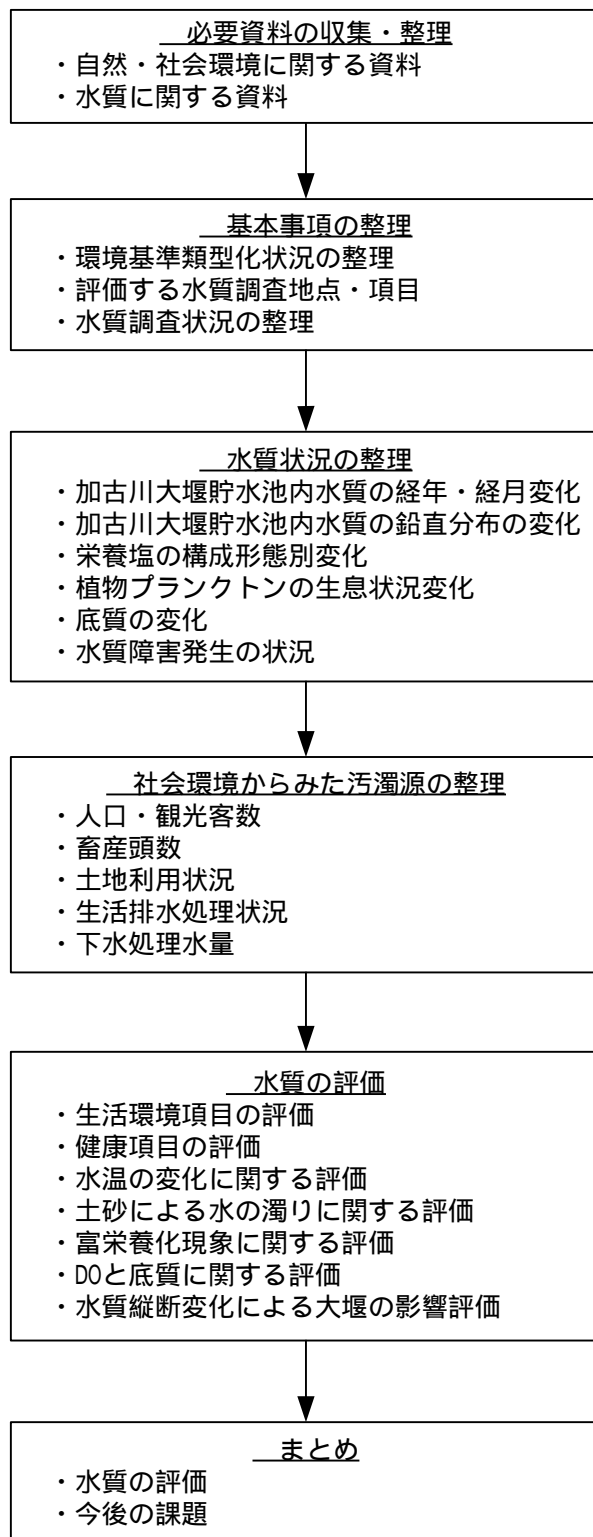 必要資料の収集・整理
・自然・社会環境に関する資料
・水質に関する資料
基本事項の整理
・環境基準類型化状況の整理
・評価する水質調査地点・項目
・水質調査状況の整理
水質状況の整理
・加古川大堰貯水池内水質の経年・経月変化
・加古川大堰貯水池内水質の鉛直分布の変化
・栄養塩の構成形態別変化
・植物プランクトンの生息状況変化
・底質の変化
・水質障害発生の状況
社会環境からみた汚濁源の整理
・人口・観光客数
・畜産頭数
・土地利用状況
・生活排水処理状況
・下水処理水量
水質の評価
・生活環境項目の評価
・健康項目の評価
・水温の変化に関する評価
・土砂による水の濁りに関する評価
・富栄養化現象に関する評価
・DOと底質に関する評価
・水質縦断変化による大堰の影響評価
まとめ
・水質の評価
・今後の課題